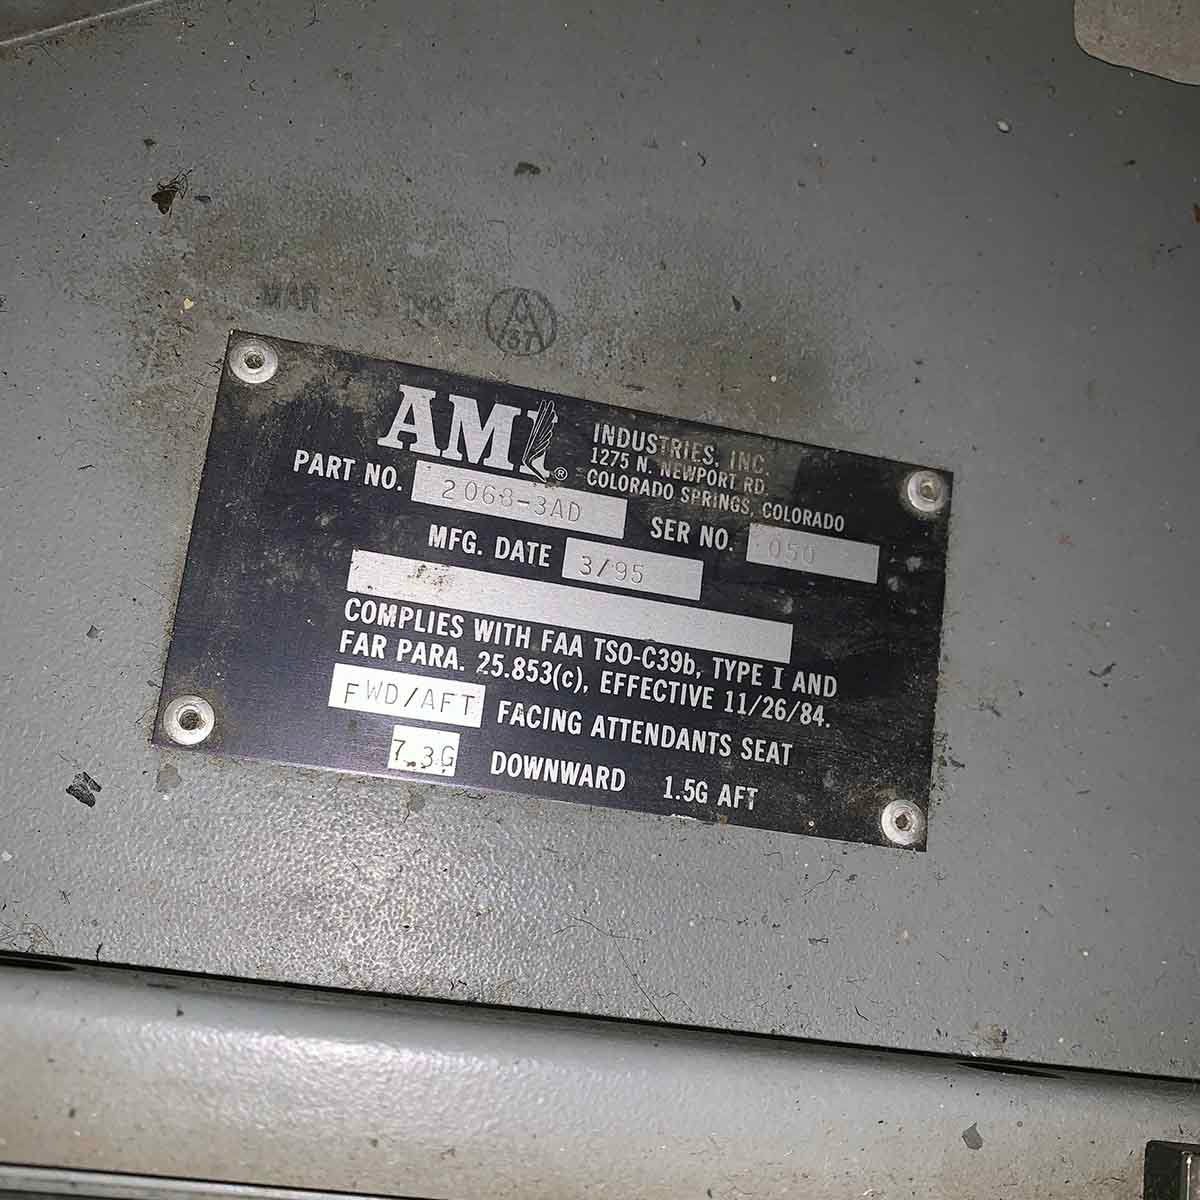 MAR
AMI®
INDUSTRIES, INC.
1275 N. NEWPORT RD.
COLORADO SPRINGS, COLORADO
PART NO. 2068-3AD SER NO. 050
MFG. DATE 3/95
COMPLIES WITH FAA TSO-C39b, TYPE I AND
FAR PARA. 25.853(c), EFFECTIVE 11/26/84.
FWD/AFT FACING ATTENDANTS SEAT
7.3G DOWNWARD 1.5G AFT